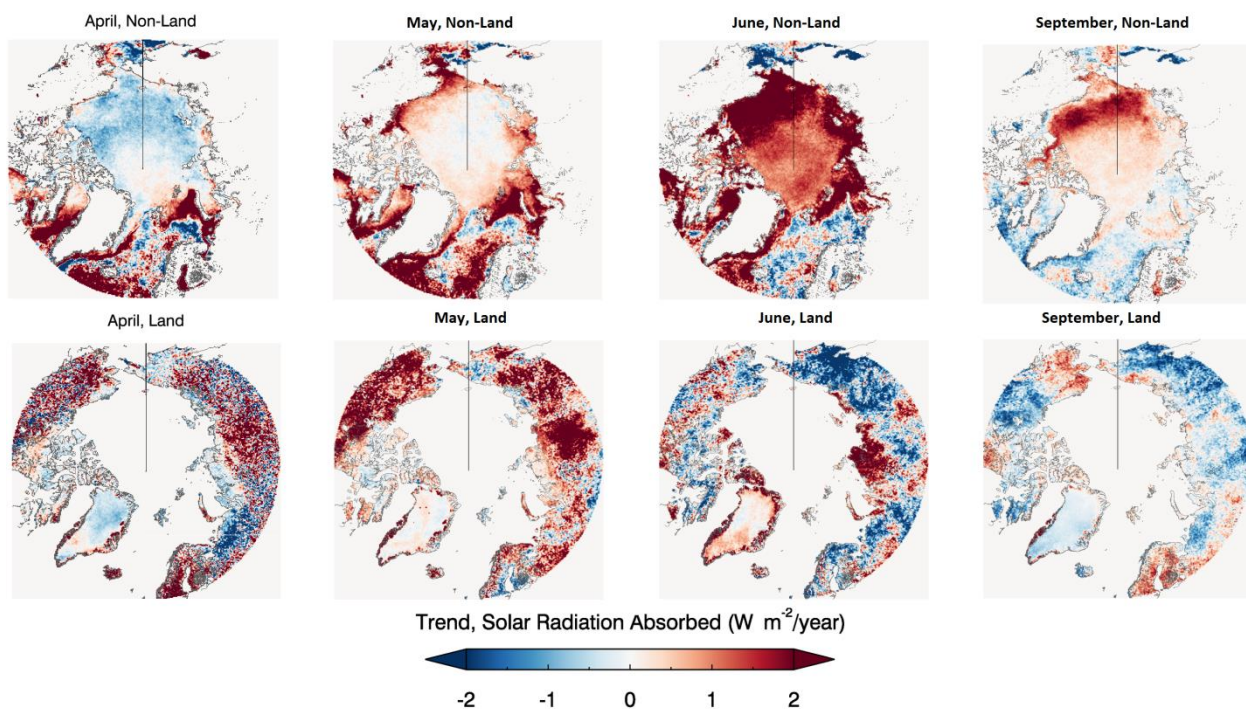 April, Non-Land
May, Non-Land
June, Non-Land
September, Non-Land
April, Land
May, Land
June, Land
September, Land
Trend, Solar Radiation Absorbed (W m⁻²/year)
-2 -1 0 1 2